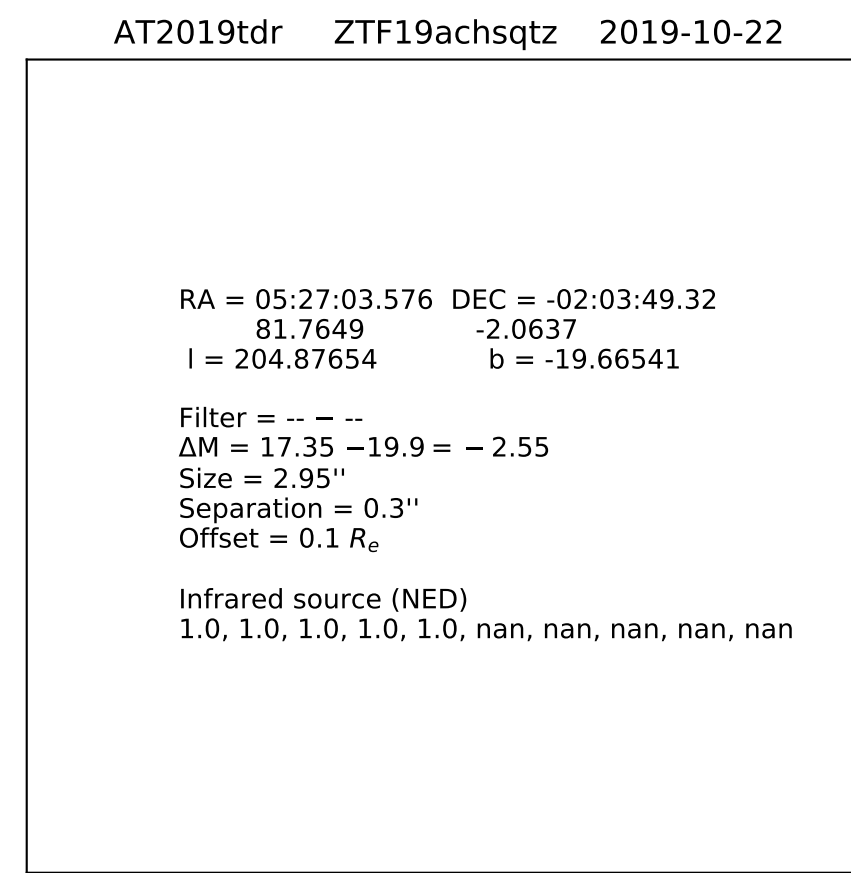 AT2019tdr ZTF19achsqtz 2019-10-22
RA = 05:27:03.576 DEC = -02:03:49.32
81.7649 -2.0637
l = 204.87654 b = -19.66541
Filter = -- − --
ΔM = 17.35 −19.9 = − 2.55
Size = 2.95''
Separation = 0.3''
Offset = 0.1 Re
Infrared source (NED)
1.0, 1.0, 1.0, 1.0, 1.0, nan, nan, nan, nan, nan